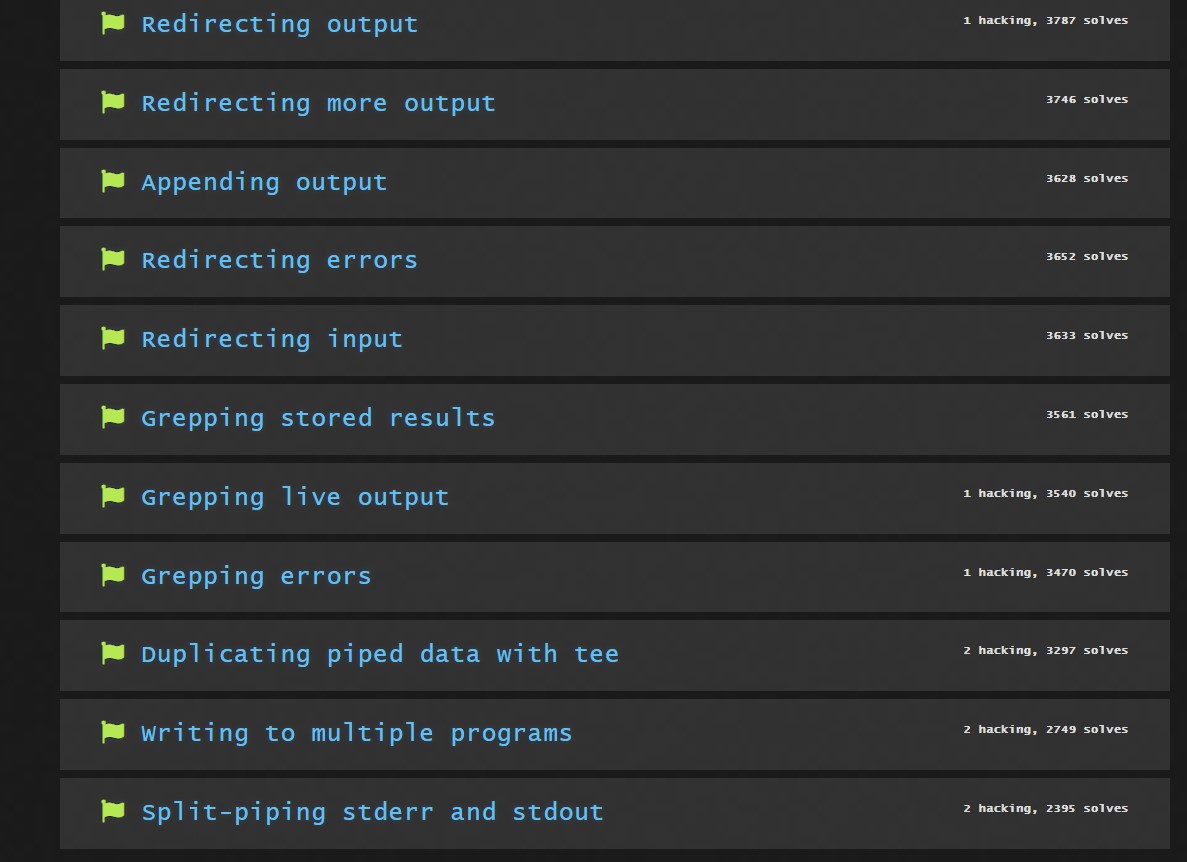 Redirecting output
1 hacking, 3787 solves
Redirecting more output
3746 solves
Appending output
3628 solves
Redirecting errors
3652 solves
Redirecting input
3633 solves
Grepping stored results
3561 solves
Grepping live output
1 hacking, 3540 solves
Grepping errors
1 hacking, 3470 solves
Duplicating piped data with tee
2 hacking, 3297 solves
Writing to multiple programs
2 hacking, 2749 solves
Split-piping stderr and stdout
2 hacking, 2395 solves